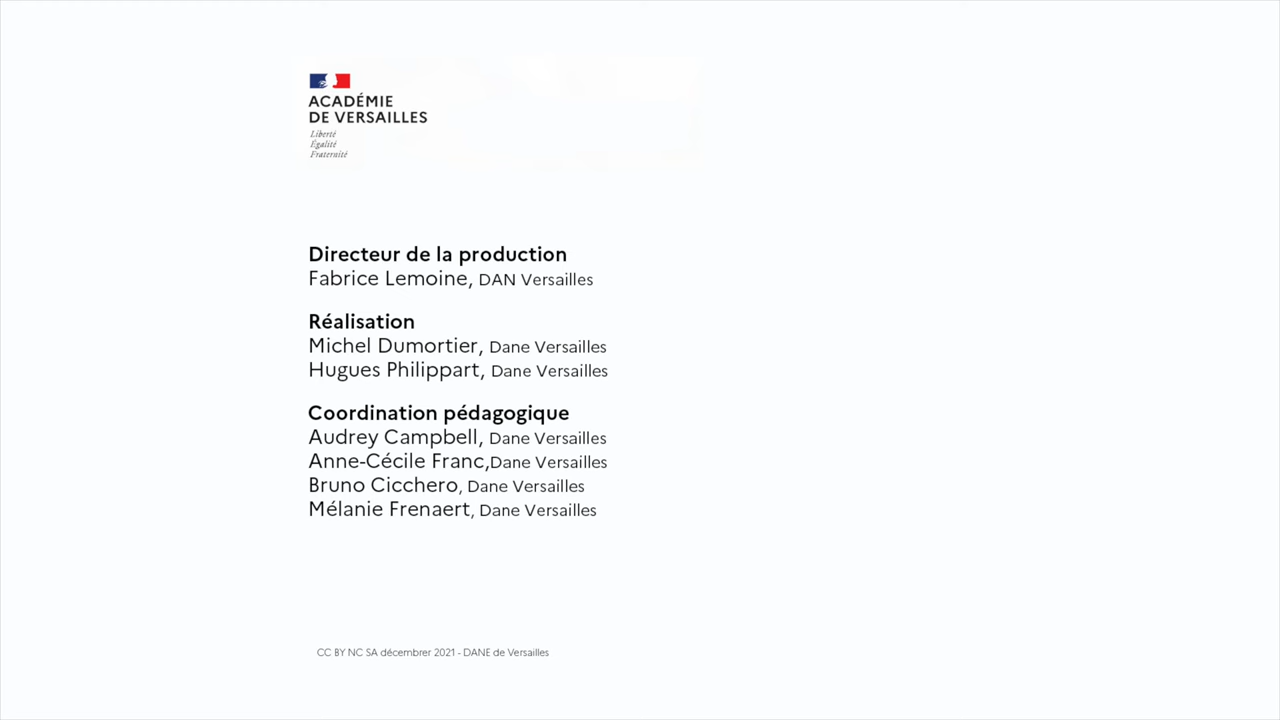 ACADÉMIE
DE VERSAILLES
Liberté
Égalité
Fraternité
Directeur de la production
Fabrice Lemoine, DAN Versailles
Réalisation
Michel Dumortier, Dane Versailles
Hugues Philippart, Dane Versailles
Coordination pédagogique
Audrey Campbell, Dane Versailles
Anne-Cécile Franc,Dane Versailles
Bruno Cicchero, Dane Versailles
Mélanie Frenaert, Dane Versailles
CC BY NC SA décembrer 2021 - DANE de Versailles